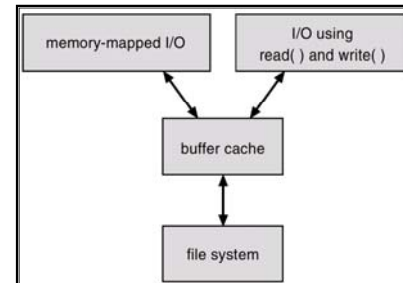 memory-mapped I/O
I/O using
read( ) and write( )
buffer cache
file system